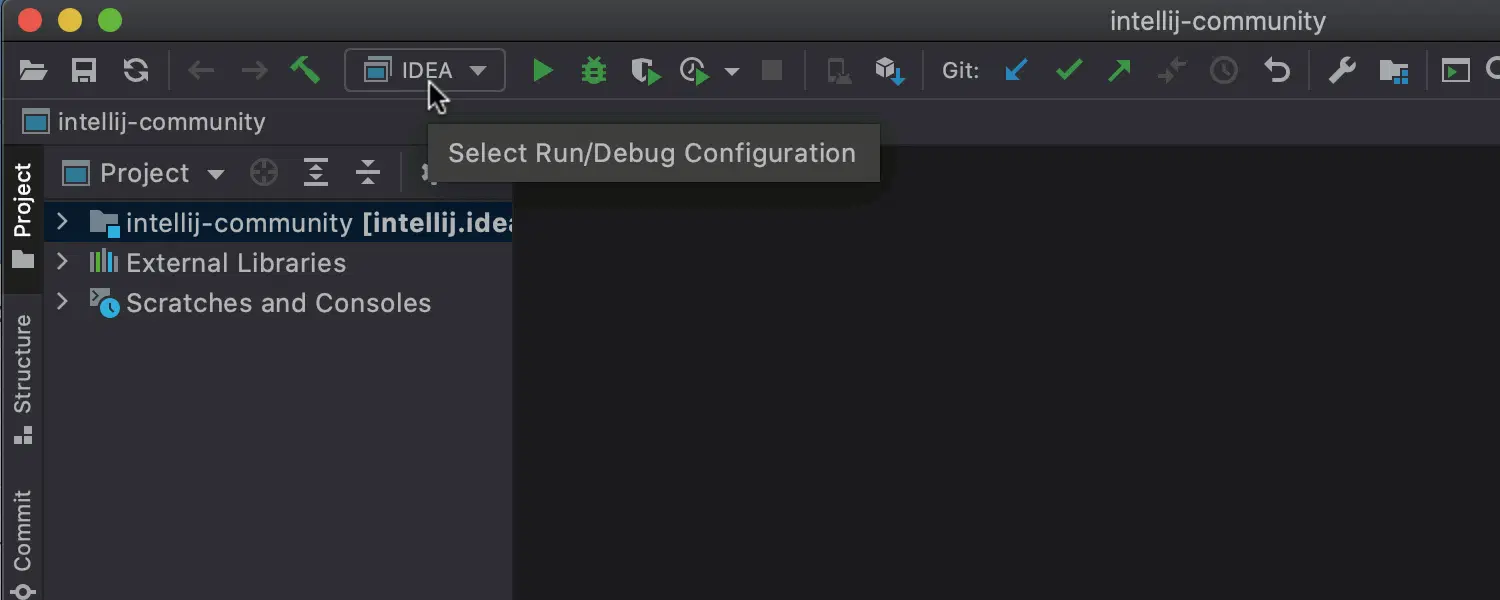 intellij-community
IDEA
Git:
intellij-community
Select Run/Debug Configuration
Project
Project
intellij-community [intellij.idea
External Libraries
Scratches and Consoles
Structure
Commit